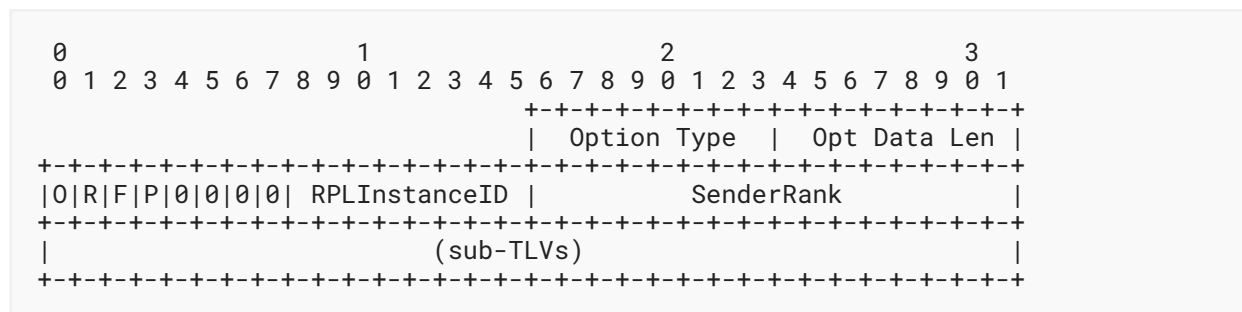 0                   1                   2                   3
 0 1 2 3 4 5 6 7 8 9 0 1 2 3 4 5 6 7 8 9 0 1 2 3 4 5 6 7 8 9 0 1
                                +-+-+-+-+-+-+-+-+-+-+-+-+-+-+-+-+
                                |  Option Type  |  Opt Data Len |
+-+-+-+-+-+-+-+-+-+-+-+-+-+-+-+-+-+-+-+-+-+-+-+-+-+-+-+-+-+-+-+-+
|O|R|F|P|0|0|0|0| RPLInstanceID |          SenderRank           |
+-+-+-+-+-+-+-+-+-+-+-+-+-+-+-+-+-+-+-+-+-+-+-+-+-+-+-+-+-+-+-+-+
|                         (sub-TLVs)                            |
+-+-+-+-+-+-+-+-+-+-+-+-+-+-+-+-+-+-+-+-+-+-+-+-+-+-+-+-+-+-+-+-+